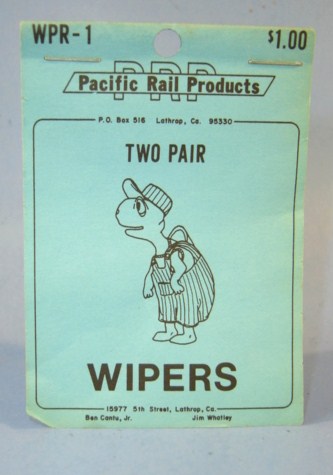 WPR-1 $1.00
PRP
Pacific Rail Products
P.O. Box 516 Lathrop, Ca. 95330
TWO PAIR
WIPERS
15977 5th Street, Lathrop, Ca.
Ben Cantu, Jr. Jim Whatley